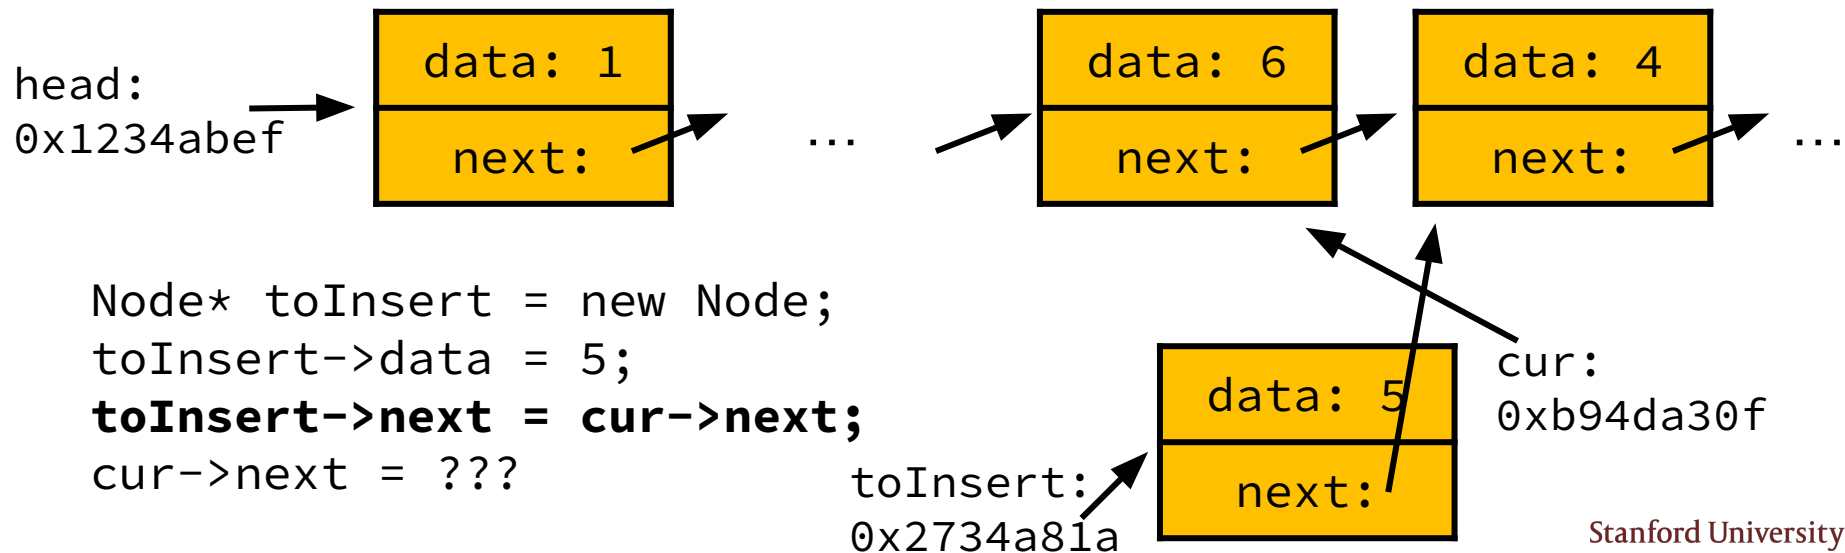 head:
0x1234abef
data: 1
next:
…
data: 6
next:
data: 4
next:
…
Node* toInsert = new Node;
toInsert->data = 5;
toInsert->next = cur->next;
cur->next = ???
toInsert:
0x2734a81a
data: 5
next:
cur:
0xb94da30f
Stanford University